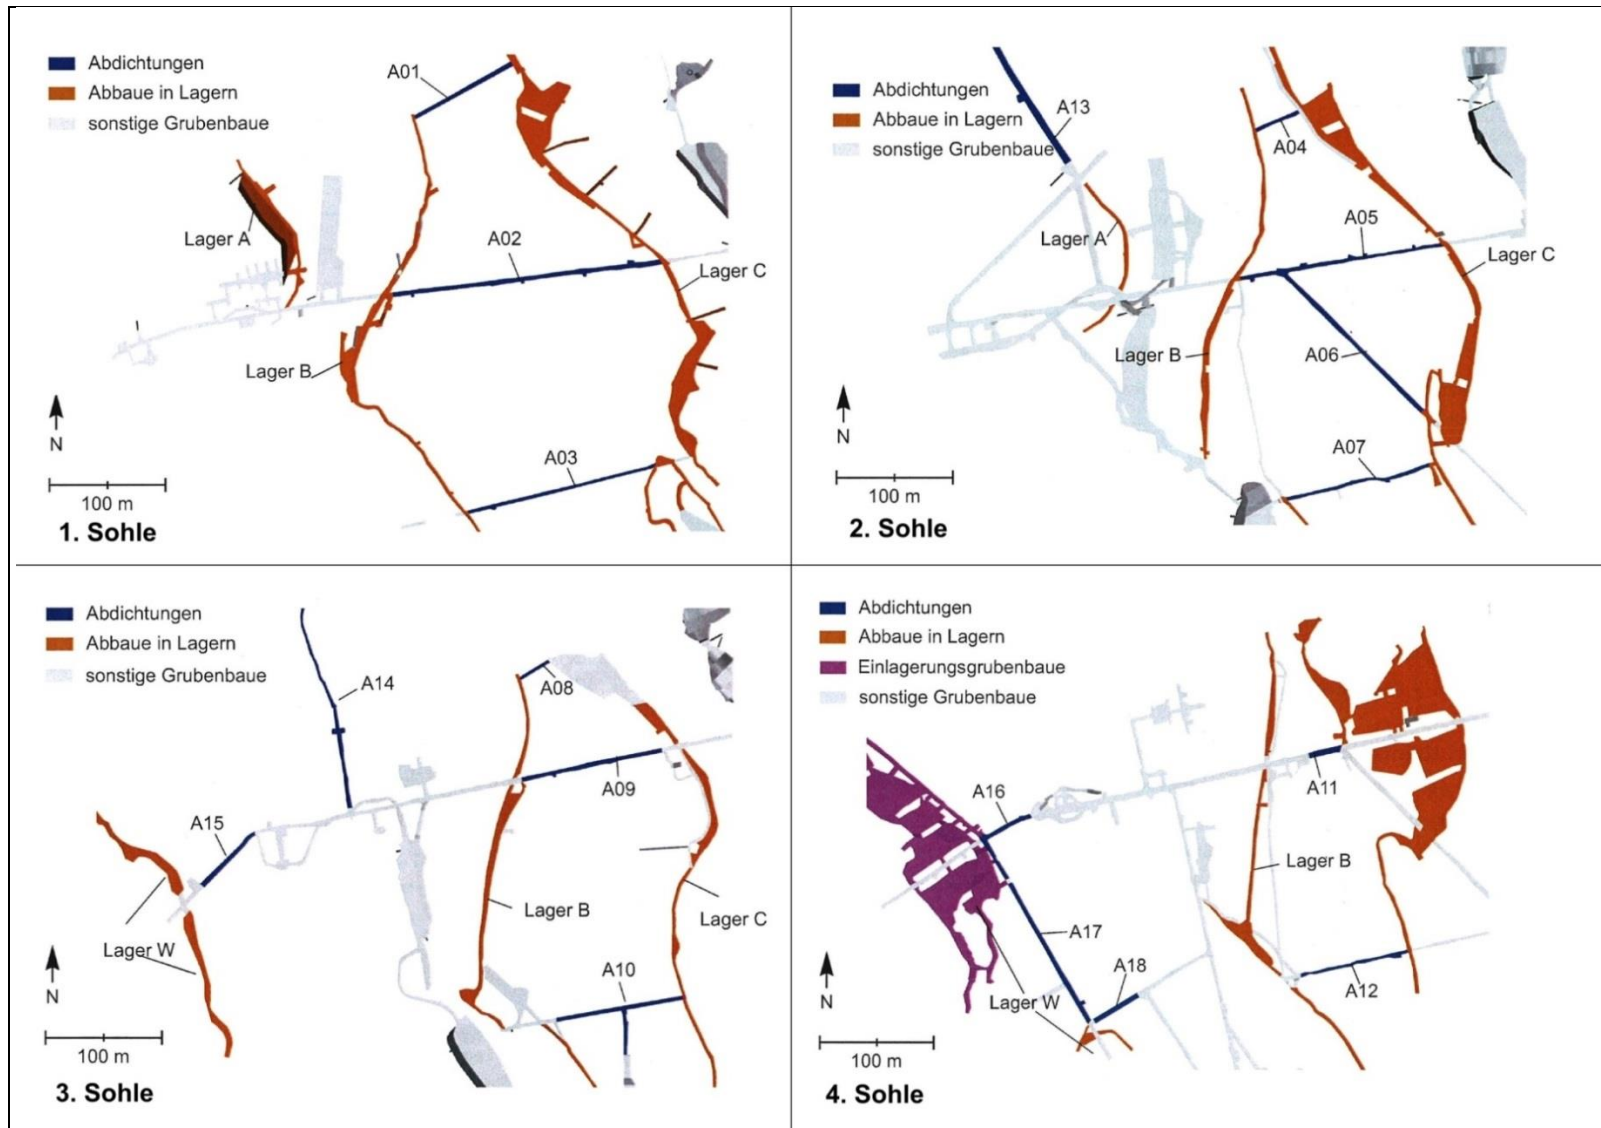 Abdichtungen
Abbaue in Lagern
sonstige Grubenbaue
A01
Lager A
A02
Lager C
Lager B
A03
N
100 m
1. Sohle
Abdichtungen
Abbaue in Lagern
sonstige Grubenbaue
A13
A04
Lager A
A05
Lager C
Lager B
A06
A07
N
100 m
2. Sohle
Abdichtungen
Abbaue in Lagern
sonstige Grubenbaue
A14
A08
A09
A15
Lager B
Lager C
Lager W
A10
N
100 m
3. Sohle
Abdichtungen
Abbaue in Lagern
Einlagerungsgrubenbaue
sonstige Grubenbaue
A16
A11
Lager B
A17
A18
A12
Lager W
N
100 m
4. Sohle